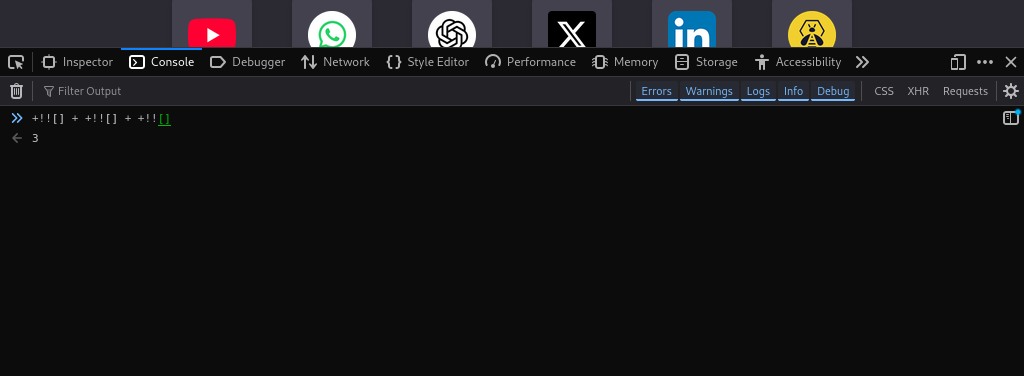 in
Inspector Console Debugger Network Style Editor Performance Memory Storage Accessibility
Filter Output Errors Warnings Logs Info Debug CSS XHR Requests
+!![] + +!![] + +!![]
3